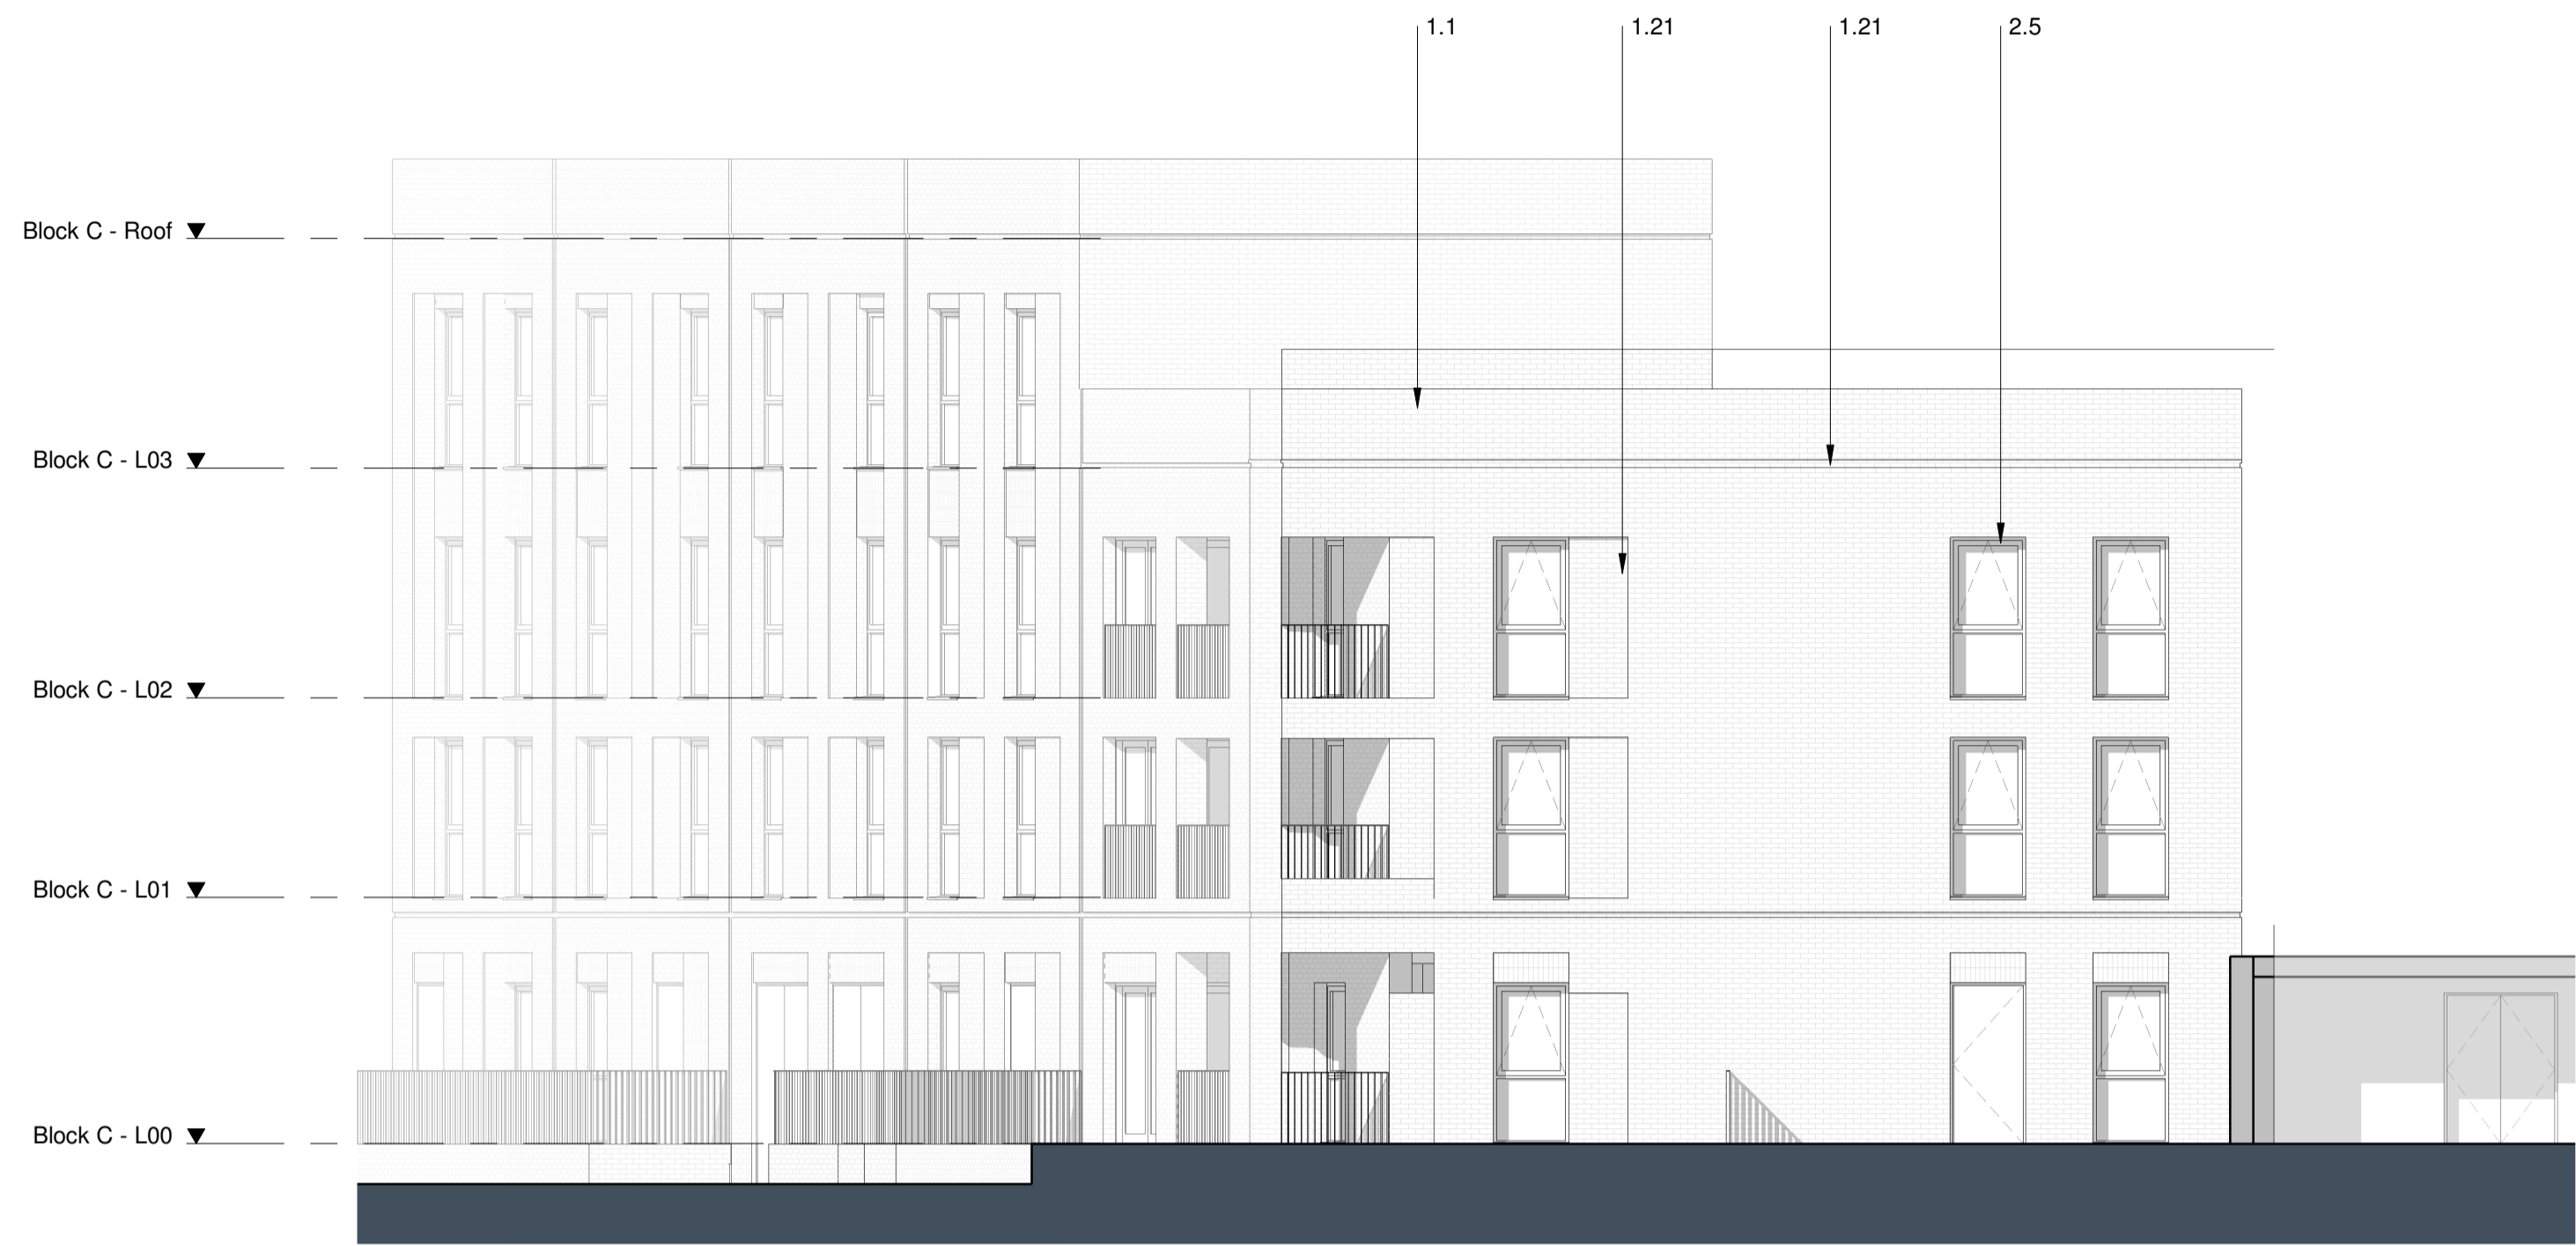 1.1
1.21
1.21
2.5
Block C - Roof
Block C - L03
Block C - L02
Block C - L01
Block C - L00